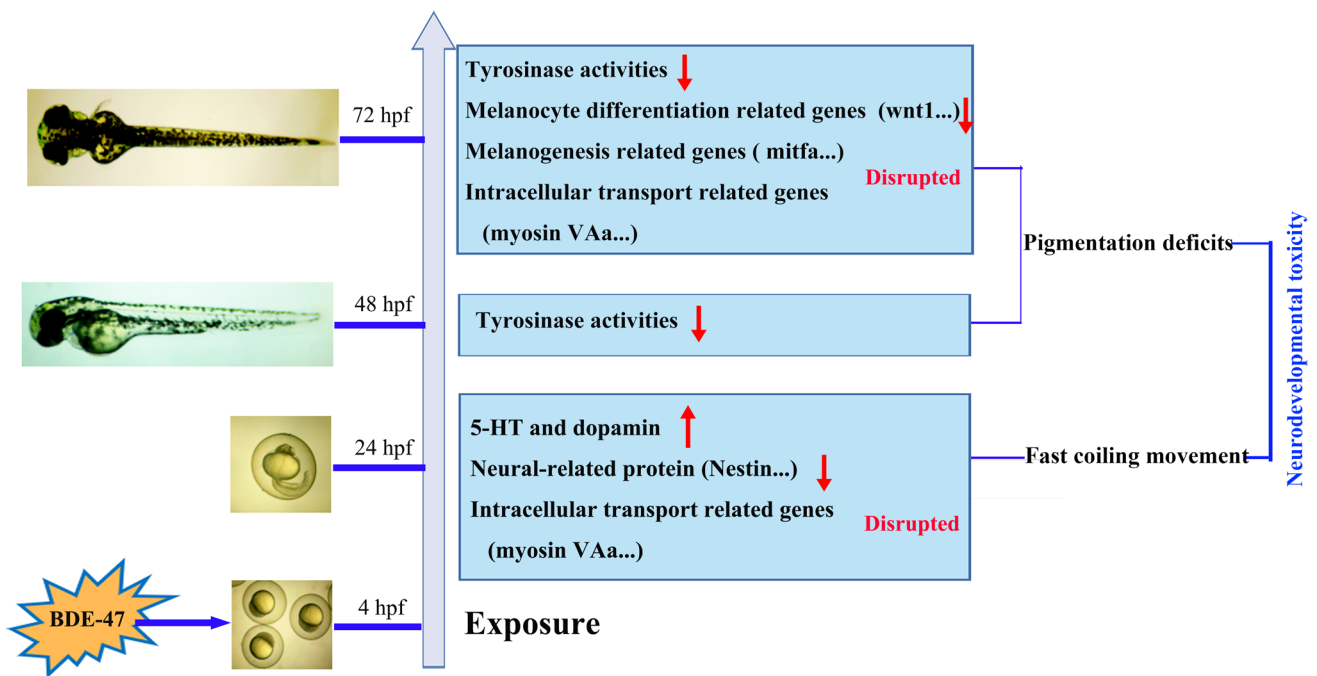 72 hpf
Tyrosinase activities
Melanocyte differentiation related genes (wnt1...)
Melanogenesis related genes ( mitfa...)
Disrupted
Intracellular transport related genes
(myosin VAa...)
Pigmentation deficits
48 hpf
Tyrosinase activities
24 hpf
5-HT and dopamin
Neural-related protein (Nestin...)
Intracellular transport related genes
Disrupted
(myosin VAa...)
Fast coiling movement
Neurodevelopmental toxicity
BDE-47
4 hpf
Exposure